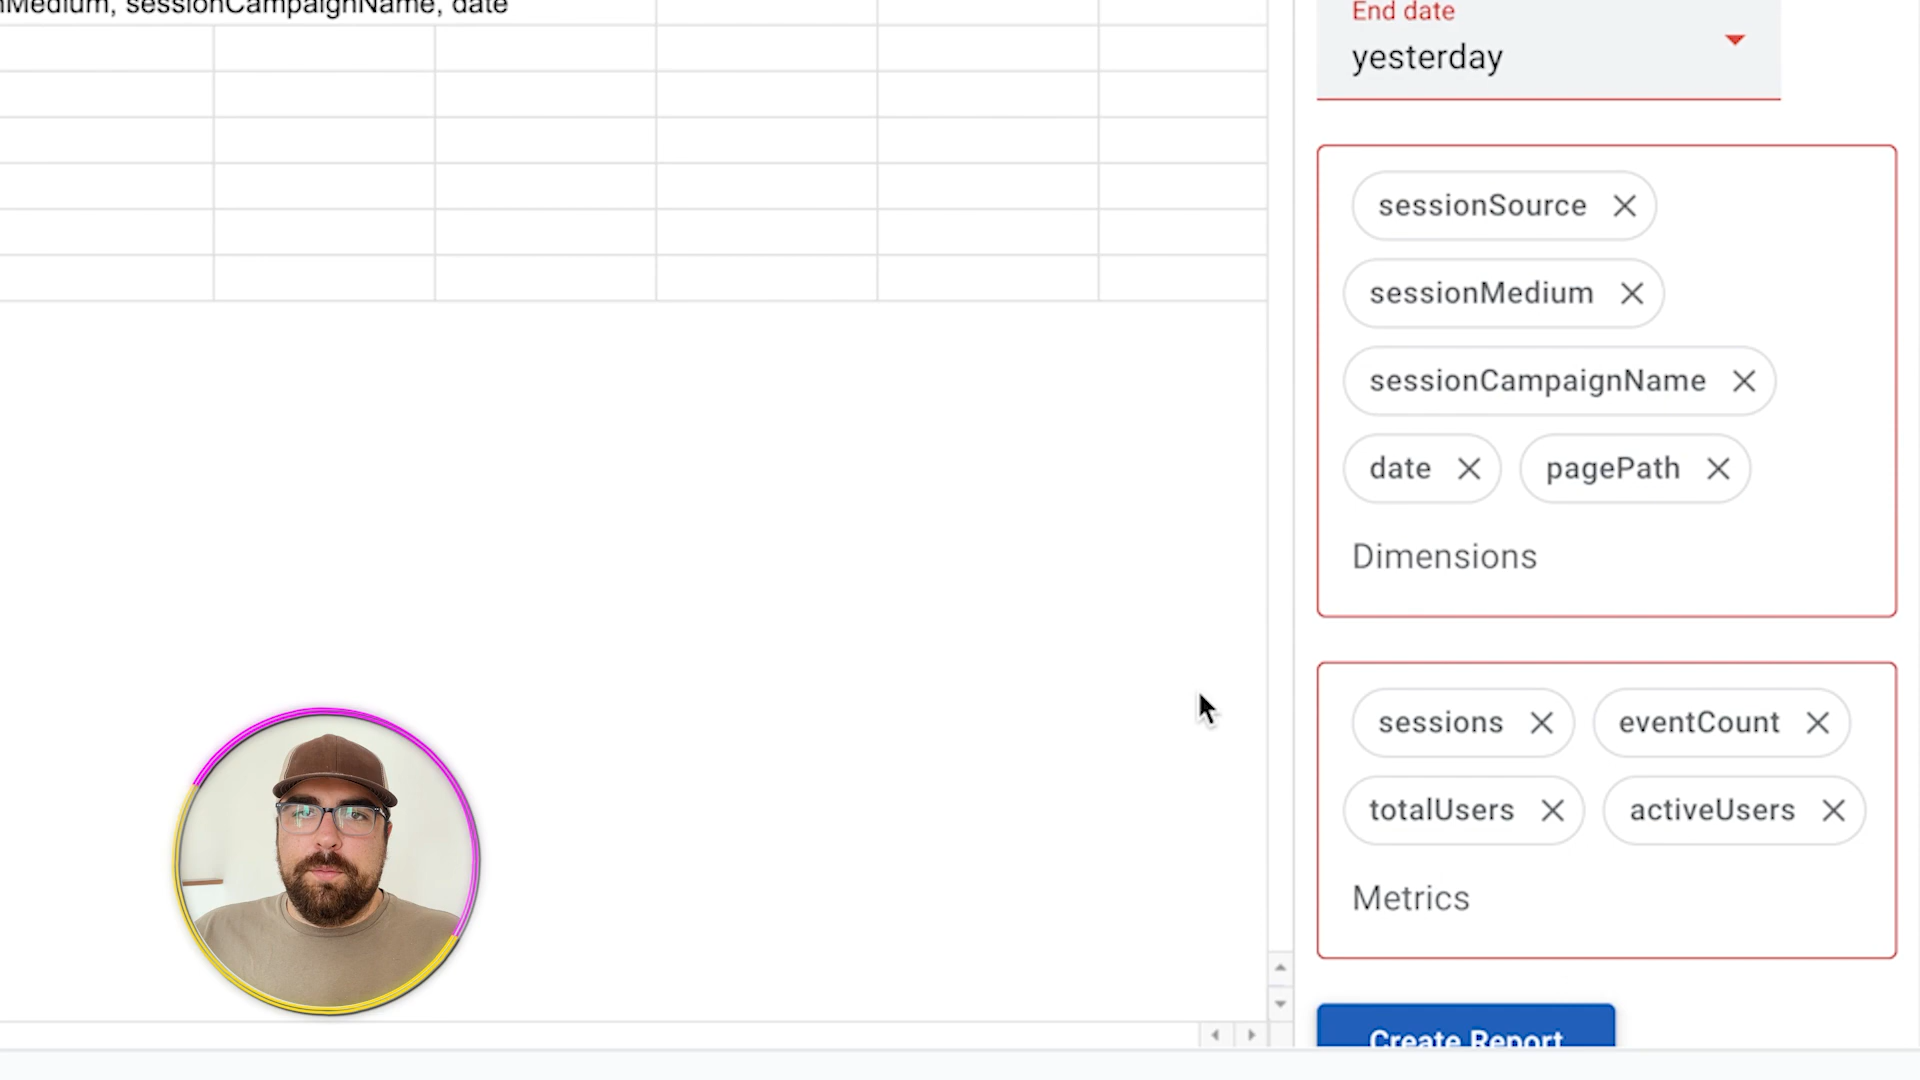 Medium, sessionCampaignName, date
End date
yesterday
sessionSource
sessionMedium
sessionCampaignName
date pagePath
Dimensions
sessions eventCount
totalUsers activeUsers
Metrics
Create Report